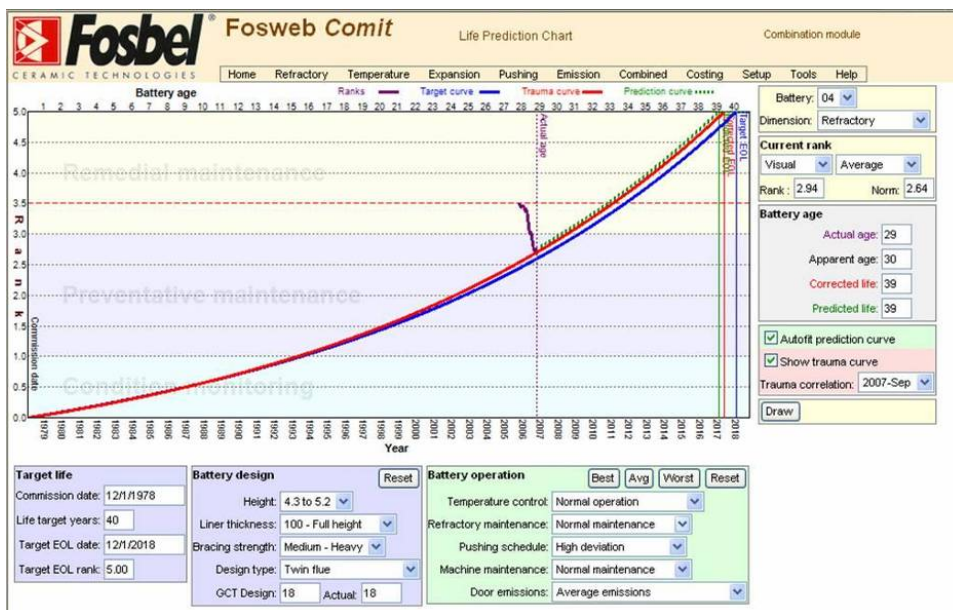 Fosbel®
CERAMIC TECHNOLOGIES
Fosweb Comit
Life Prediction Chart
Combination module
Home Refractory Temperature Expansion Pushing Emission Combined Costing Setup Tools Help
Battery age
Ranks Target curve Trauma curve Prediction curve
1 2 3 4 5 6 7 8 9 10 11 12 13 14 15 16 17 18 19 20 21 22 23 24 25 26 27 28 29 30 31 32 33 34 35 36 37 38 39 40
5.0
4.5
4.0
3.5
3.0
2.5
2.0
1.5
1.0
0.5
0.0
Rank
Remedial maintenance
Preventative maintenance
Condition monitoring
Commission date
Actual age
Target EOL
1979 1980 1981 1982 1983 1984 1985 1986 1987 1988 1989 1990 1991 1992 1993 1994 1995 1996 1997 1998 1999 2000 2001 2002 2003 2004 2005 2006 2007 2008 2009 2010 2011 2012 2013 2014 2015 2016 2017 2018
Year
Battery: 04
Dimension: Refractory
Current rank
Visual Average
Rank: 2.94 Norm: 2.64
Battery age
Actual age: 29
Apparent age: 30
Corrected life: 39
Predicted life: 39
Autofit prediction curve
Show trauma curve
Trauma correlation: 2007-Sep
Draw
Target life
Commission date: 12/1/1978
Life target years: 40
Target EOL date: 12/1/2018
Target EOL rank: 5.00
Battery design Reset
Height: 4.3 to 5.2
Liner thickness: 100 - Full height
Bracing strength: Medium - Heavy
Design type: Twin flue
GCT Design: 18 Actual: 18
Battery operation Best Avg Worst Reset
Temperature control: Normal operation
Refractory maintenance: Normal maintenance
Pushing schedule: High deviation
Machine maintenance: Normal maintenance
Door emissions: Average emissions